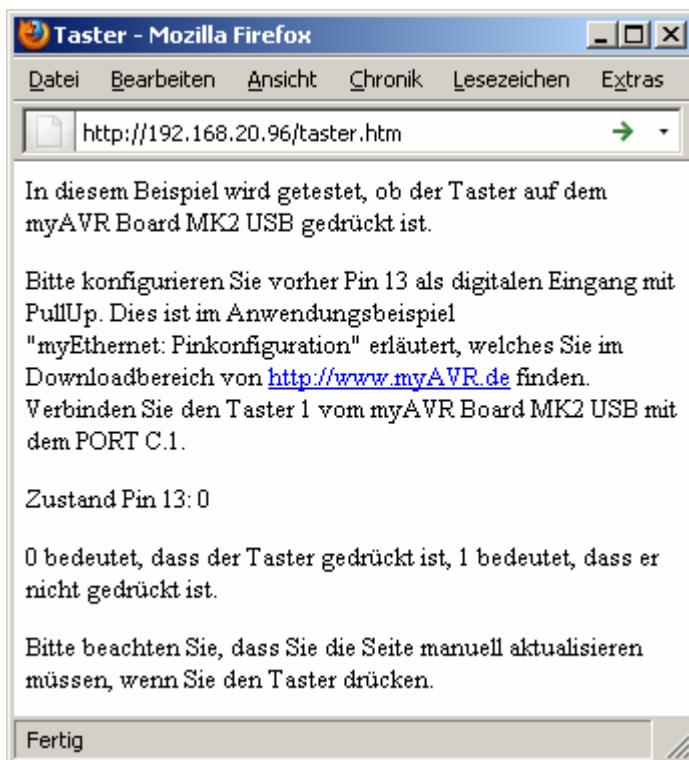 Taster - Mozilla Firefox
Datei Bearbeiten Ansicht Chronik Lesezeichen Extras
http://192.168.20.96/taster.htm
In diesem Beispiel wird getestet, ob der Taster auf dem
myAVR Board MK2 USB gedrückt ist.
Bitte konfigurieren Sie vorher Pin 13 als digitalen Eingang mit
PullUp. Dies ist im Anwendungsbeispiel
"myEthernet: Pinkonfiguration" erläutert, welches Sie im
Downloadbereich von http://www.myAVR.de finden.
Verbinden Sie den Taster 1 vom myAVR Board MK2 USB mit
dem PORT C.1.
Zustand Pin 13: 0
0 bedeutet, dass der Taster gedrückt ist, 1 bedeutet, dass er
nicht gedrückt ist.
Bitte beachten Sie, dass Sie die Seite manuell aktualisieren
müssen, wenn Sie den Taster drücken.
Fertig